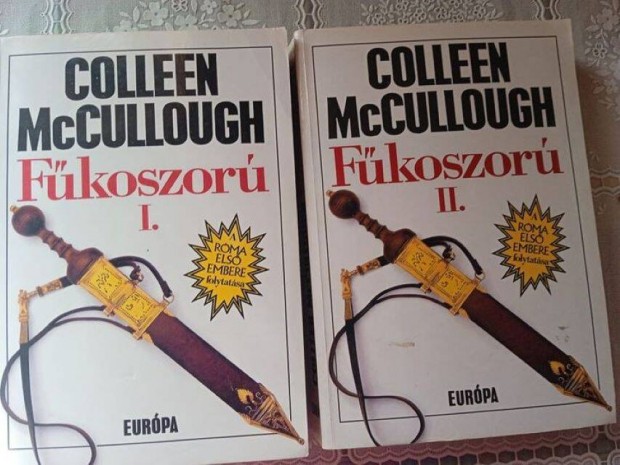 COLLEEN
McCULLOUGH
Fűkoszorú
I.
A
RÓMA
ELSŐ
EMBERE
folytatása
EURÓPA
COLLEEN
McCULLOUGH
Fűkoszorú
II.
A
RÓMA
ELSŐ
EMBERE
folytatása
EURÓPA